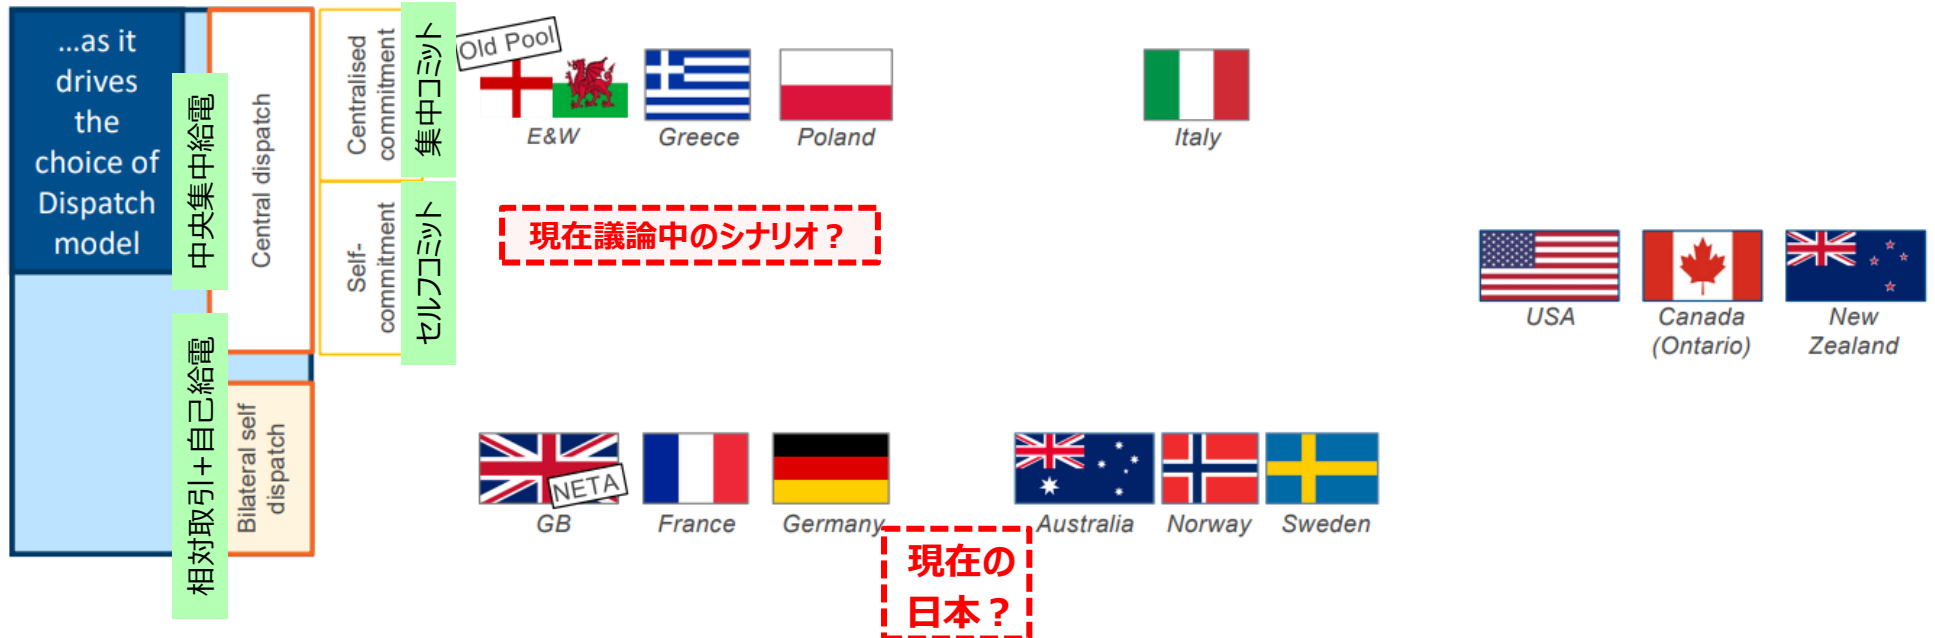 ...as it
drives
the
choice of
Dispatch
model
中央集中給電
相対取引+自己給電
Central dispatch
Bilateral self
dispatch
Centralised
commitment
集中コミット
Self-
commitment
セルフコミット
Old Pool
E&W
Greece
Poland
Italy
現在議論中のシナリオ?
USA
Canada
(Ontario)
New
Zealand
NETA
GB
France
Germany
Australia
Norway
Sweden
現在の
日本?